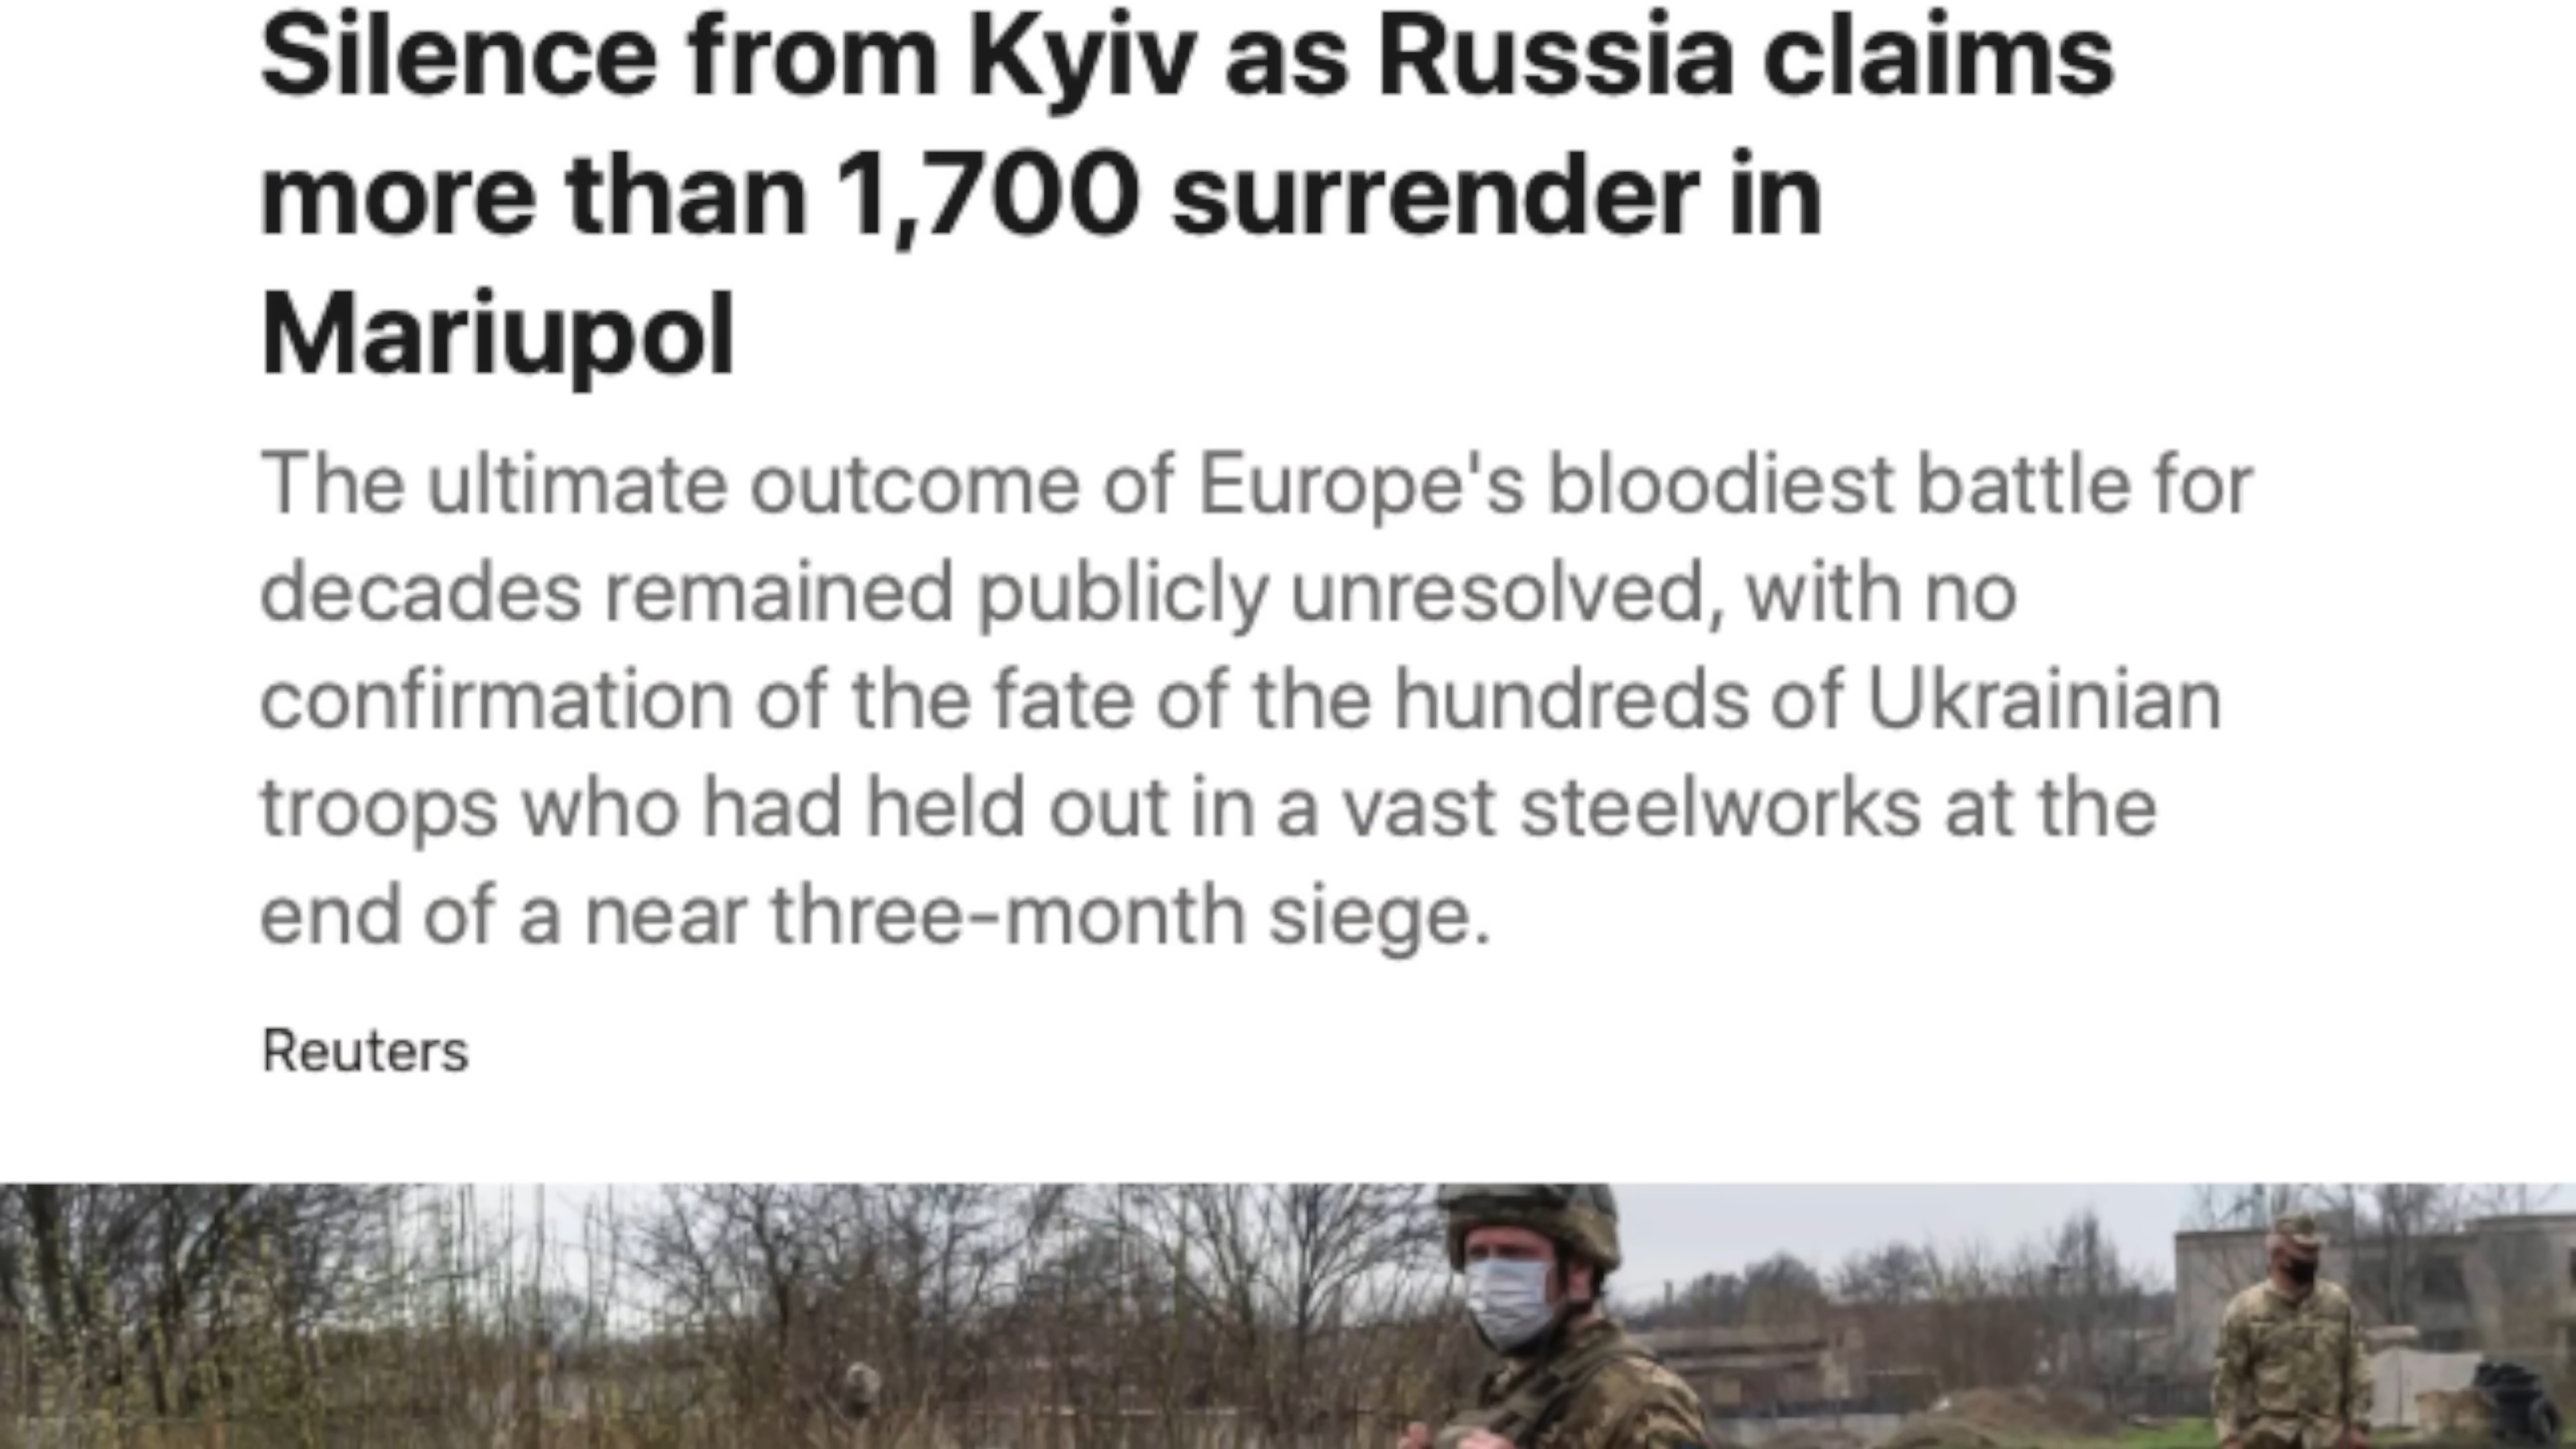 Silence from Kyiv as Russia claims
more than 1,700 surrender in
Mariupol
The ultimate outcome of Europe's bloodiest battle for
decades remained publicly unresolved, with no
confirmation of the fate of the hundreds of Ukrainian
troops who had held out in a vast steelworks at the
end of a near three-month siege.
Reuters